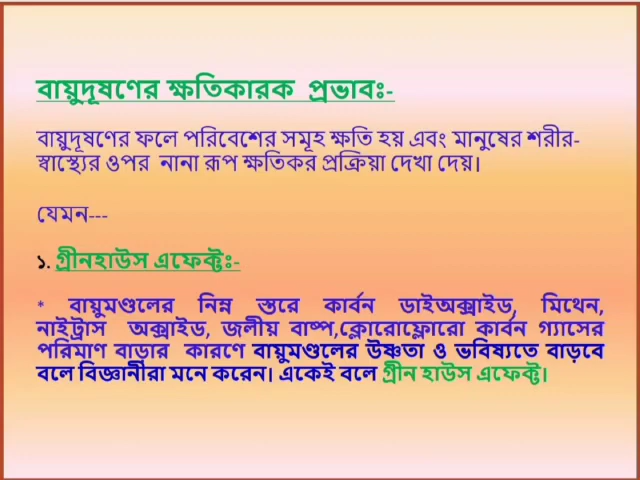 বায়ুদূষণের ক্ষতিকারক প্রভাবঃ-
বায়ুদূষণের ফলে পরিবেশের সমূহ ক্ষতি হয় এবং মানুষের শরীর-
স্বাস্থ্যের ওপর নানা রূপ ক্ষতিকর প্রক্রিয়া দেখা দেয়।
যেমন---
১. গ্রীনহাউস এফেক্টঃ-
* বায়ুমণ্ডলের নিম্ন স্তরে কার্বন ডাইঅক্সাইড, মিথেন,
নাইট্রাস অক্সাইড, জলীয় বাষ্প,ক্লোরোফ্লোরো কার্বন গ্যাসের
পরিমাণ বাড়ার কারণে বায়ুমণ্ডলের উষ্ণতা ও ভবিষ্যতে বাড়বে
বলে বিজ্ঞানীরা মনে করেন। একেই বলে গ্রীন হাউস এফেক্ট।